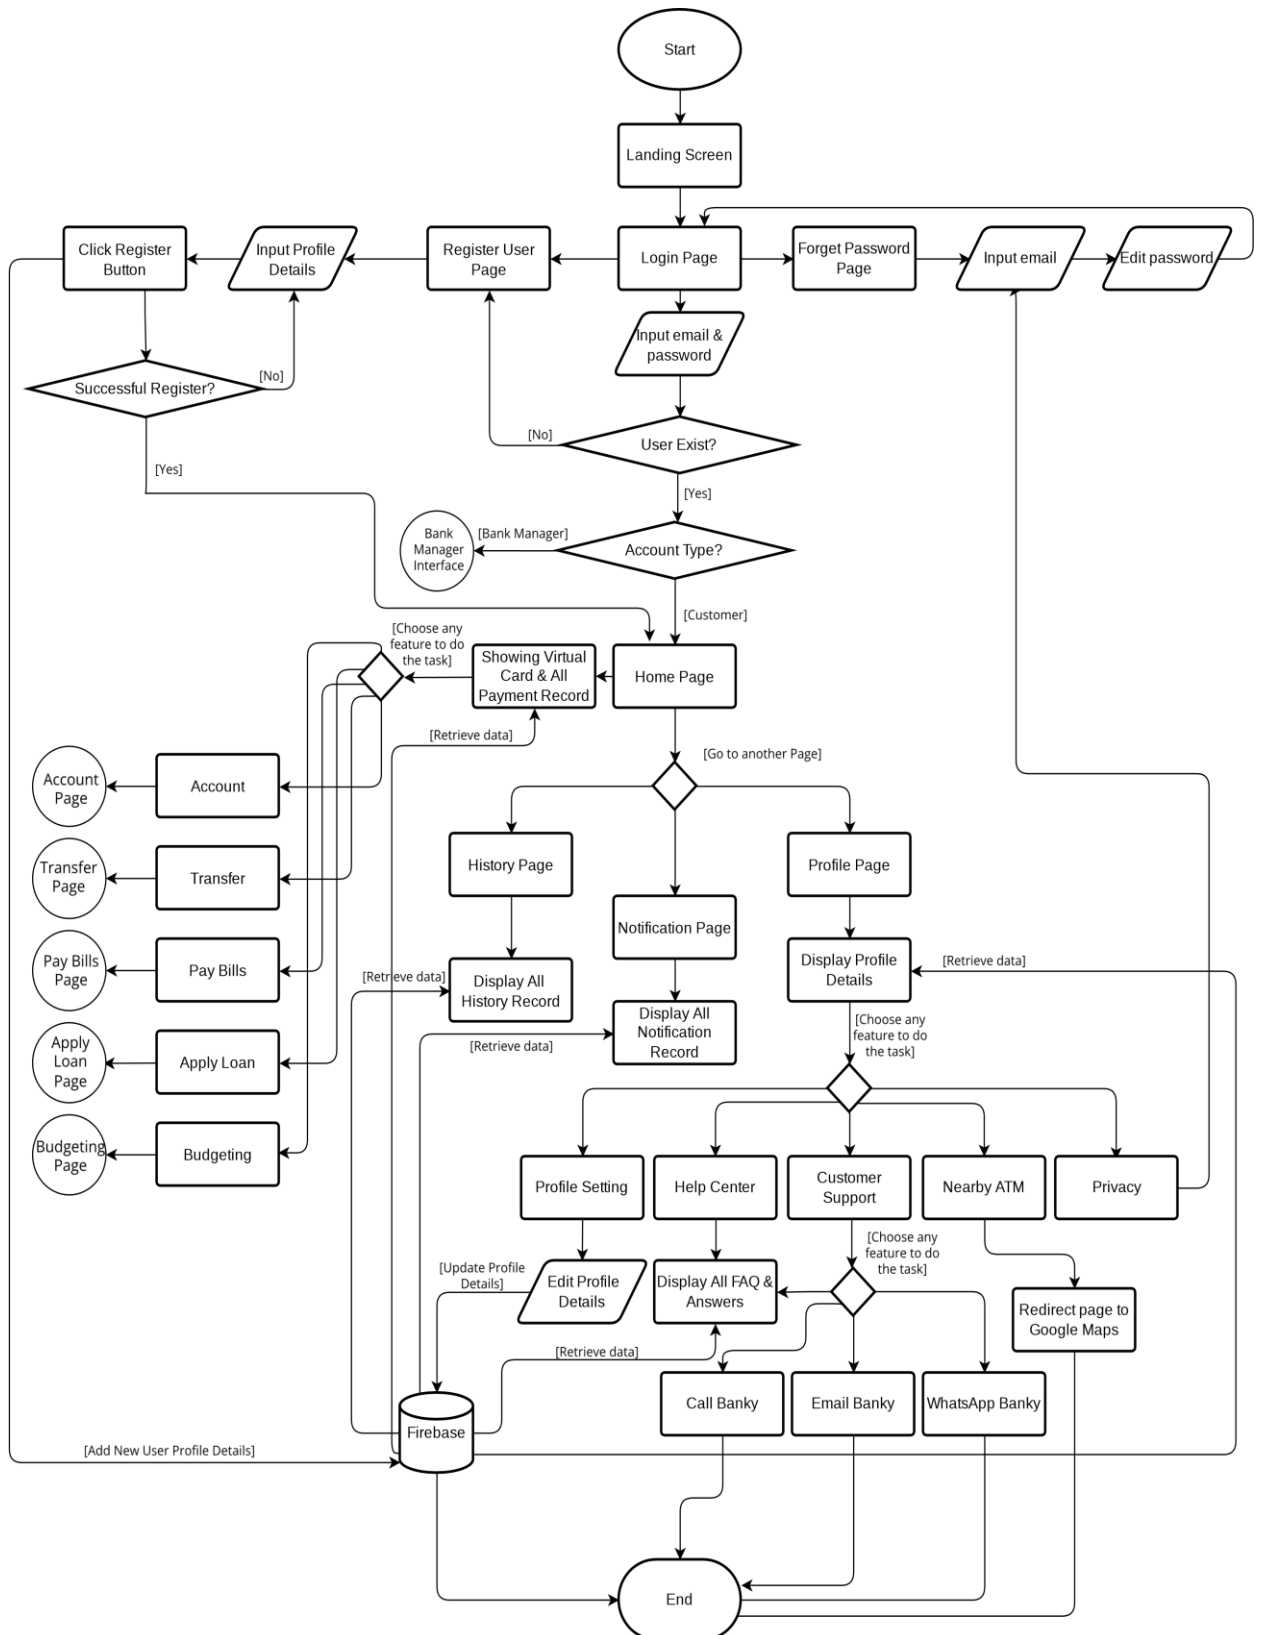 Start
Landing Screen
Click Register
Button
Input Profile
Details
Register User
Page
Login Page
Forget Password
Page
Input email
Edit password
Input email &
password
Successful Register?
[No]
[No]
User Exist?
[Yes]
[Yes]
Bank
Manager
Interface
[Bank Manager]
Account Type?
[Customer]
[Choose any
feature to do
the task]
Showing Virtual
Card & All
Payment Record
Home Page
[Retrieve data]
[Go to another Page]
Account
Page
Account
Transfer
Page
Transfer
History Page
Profile Page
Notification Page
Pay Bills
Page
Pay Bills
[Retrieve data]
Display All
History Record
Display Profile
Details
[Retrieve data]
Display All
Notification
Record
[Retrieve data]
[Choose any
feature to do
the task]
Apply
Loan
Page
Apply Loan
Budgeting
Page
Budgeting
Profile Setting
Help Center
Customer
Support
Nearby ATM
Privacy
[Choose any
feature to do
the task]
[Update Profile
Details]
Edit Profile
Details
Display All FAQ &
Answers
Redirect page to
Google Maps
[Retrieve data]
Call Banky
Email Banky
WhatsApp Banky
Firebase
[Add New User Profile Details]
End